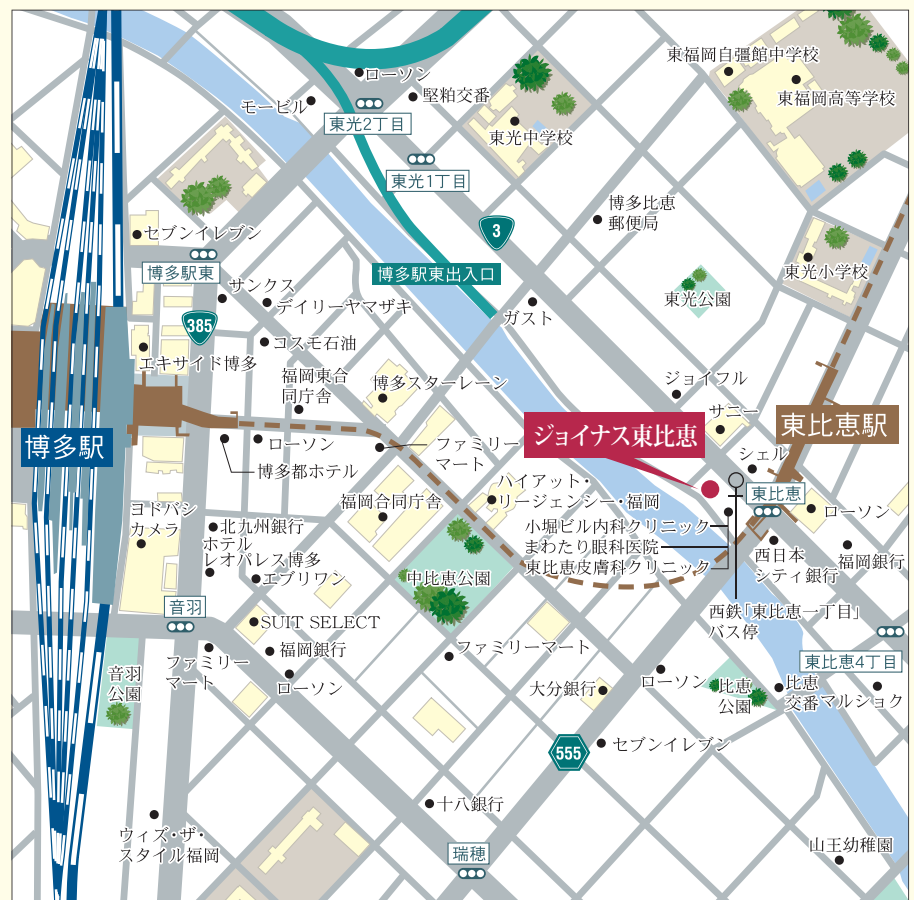 ローソン
モービル
堅粕交番
東光2丁目
東光中学校
東光1丁目
東福岡自彊館中学校
東福岡高等学校
博多比恵
郵便局
3
セブンイレブン
博多駅東
博多駅東出入口
東光小学校
サンクス
デイリーヤマザキ
東光公園
ガスト
385
コスモ石油
エキサイド博多
福岡東合
同庁舎
博多スターレーン
ジョイフル
サニー
博多駅
ローソン
博多都ホテル
ファミリー
マート
ジョイナス東比恵
東比恵駅
シェル
ハイアット・
リージェンシー・福岡
東比恵
ローソン
ヨドバシ
カメラ
北九州銀行
ホテル
レオパレス博多
エブリワン
福岡合同庁舎
小堀ビル内科クリニック
まわたり眼科医院
東比恵皮膚科クリニック
西日本
シティ銀行
福岡銀行
中比恵公園
西鉄「東比恵一丁目」
バス停
音羽
SUIT SELECT
福岡銀行
ファミリー
マート
ローソン
ファミリーマート
東比恵4丁目
音羽
公園
大分銀行
ローソン
比恵
公園
比恵
交番
マルショク
555
セブンイレブン
十八銀行
ウィズ・ザ・
スタイル福岡
瑞穂
山王幼稚園